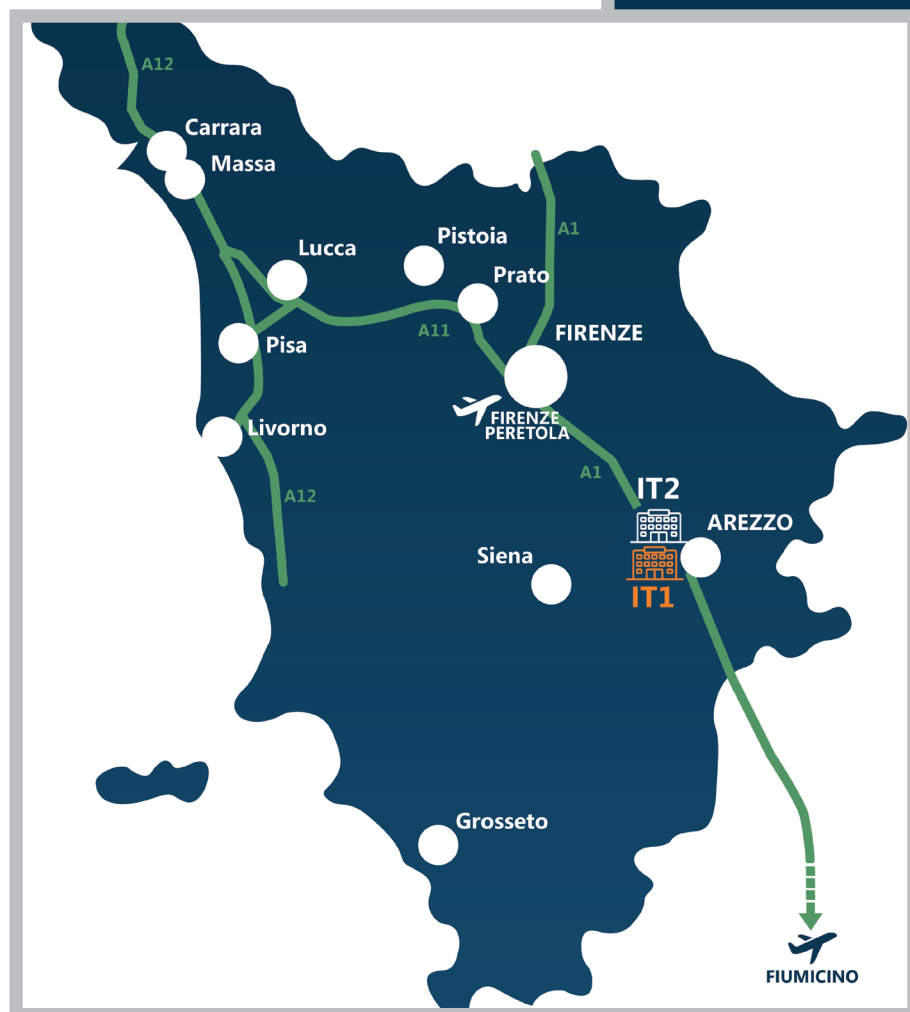 A12
Carrara
Massa
Pistoia
A1
Lucca
Prato
A11
FIRENZE
Pisa
FIRENZE
PERETOLA
Livorno
A1
A12
IT2
AREZZO
Siena
IT1
Grosseto
FIUMICINO